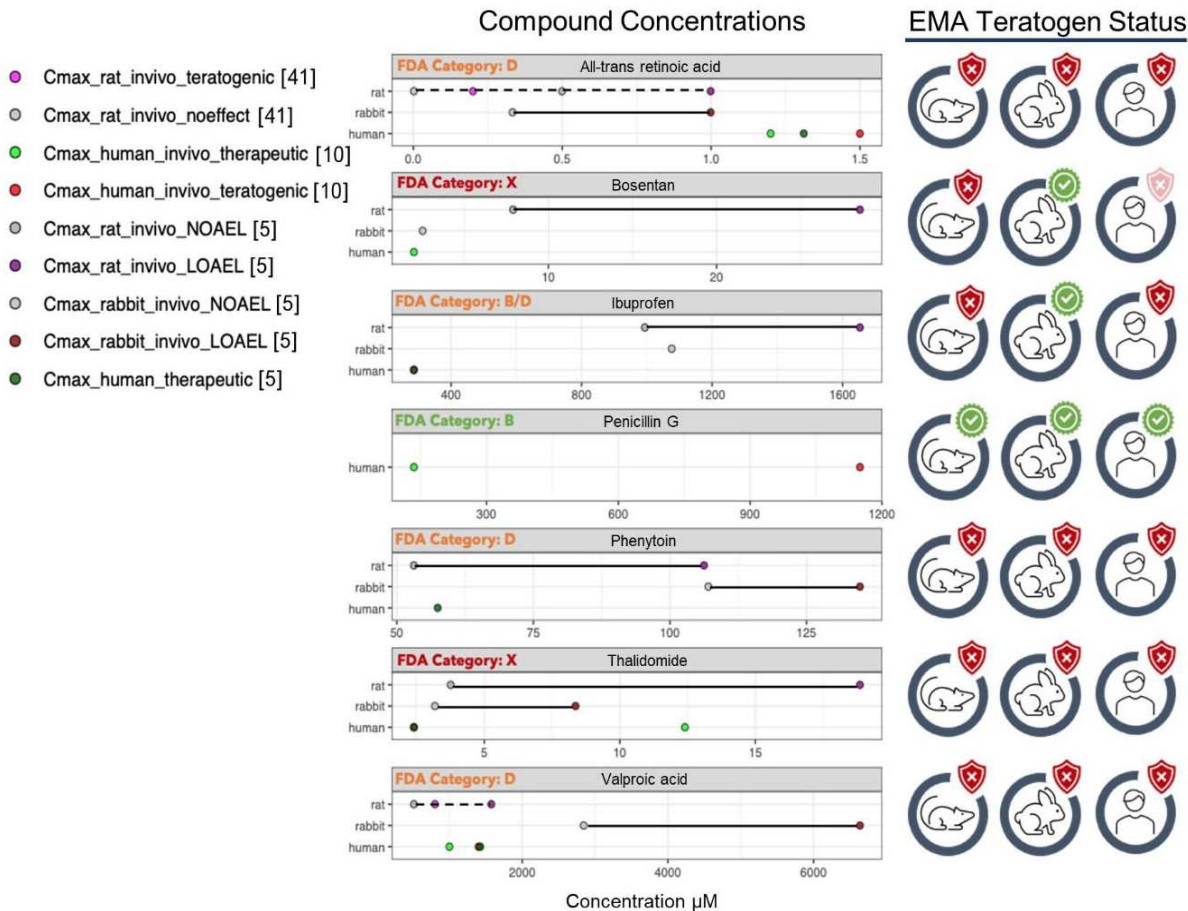 Compound Concentrations
EMA Teratogen Status
Cmax_rat_invivo_teratogenic [41]
Cmax_rat_invivo_noeffect [41]
Cmax_human_invivo_therapeutic [10]
Cmax_human_invivo_teratogenic [10]
Cmax_rat_invivo_NOAEL [5]
Cmax_rat_invivo_LOAEL [5]
Cmax_rabbit_invivo_NOAEL [5]
Cmax_rabbit_invivo_LOAEL [5]
Cmax_human_therapeutic [5]
FDA Category: D All-trans retinoic acid
rat
rabbit
human
0.0 0.5 1.0 1.5
FDA Category: X Bosentan
rat
rabbit
human
10 20
FDA Category: B/D Ibuprofen
rat
rabbit
human
400 800 1200 1600
FDA Category: B Penicillin G
human
300 600 900 1200
FDA Category: D Phenytoin
rat
rabbit
human
50 75 100 125
FDA Category: X Thalidomide
rat
rabbit
human
5 10 15
FDA Category: D Valproic acid
rat
rabbit
human
2000 4000 6000
Concentration µM